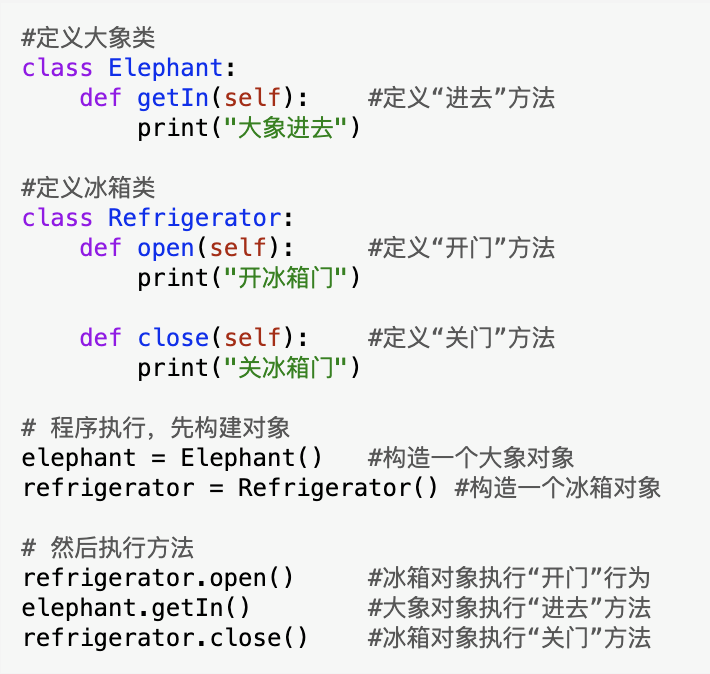 #定义大象类
class Elephant:
    def getIn(self):    #定义“进去”方法
        print("大象进去")

#定义冰箱类
class Refrigerator:
    def open(self):     #定义“开门”方法
        print("开冰箱门")

    def close(self):    #定义“关门”方法
        print("关冰箱门")

# 程序执行，先构建对象
elephant = Elephant()   #构造一个大象对象
refrigerator = Refrigerator() #构造一个冰箱对象

# 然后执行方法
refrigerator.open()     #冰箱对象执行“开门”行为
elephant.getIn()        #大象对象执行“进去”方法
refrigerator.close()    #冰箱对象执行“关门”方法